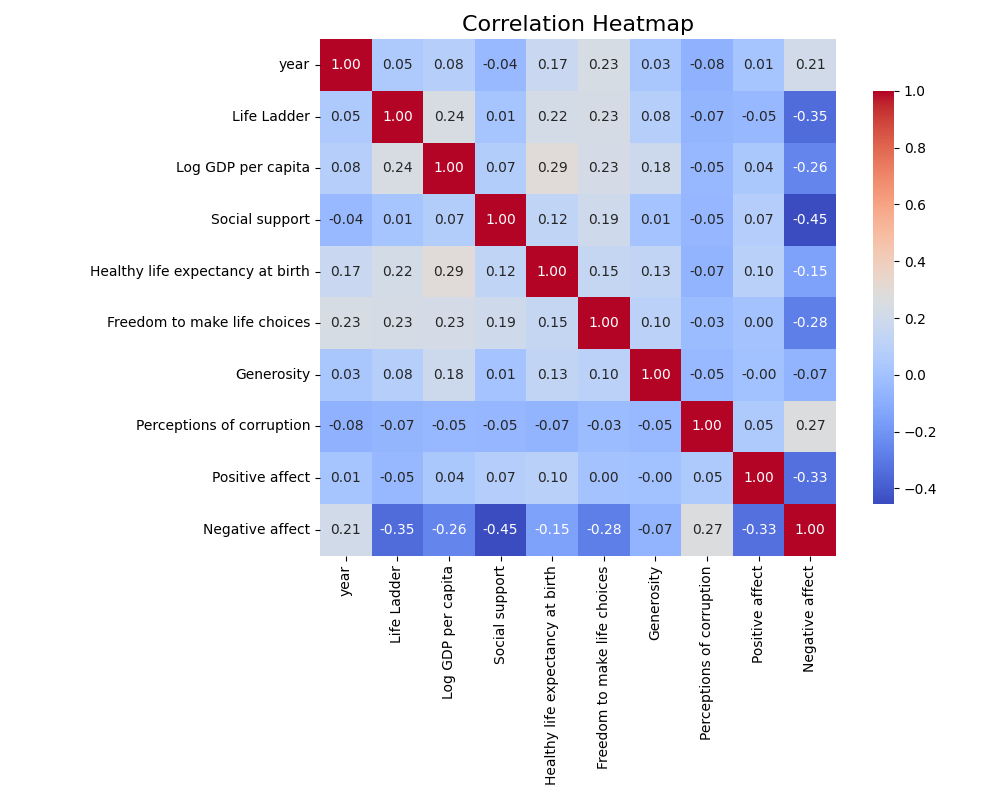 Correlation Heatmap
year 1.00 0.05 0.08 -0.04 0.17 0.23 0.03 -0.08 0.01 0.21
Life Ladder 0.05 1.00 0.24 0.01 0.22 0.23 0.08 -0.07 -0.05 -0.35
Log GDP per capita 0.08 0.24 1.00 0.07 0.29 0.23 0.18 -0.05 0.04 -0.26
Social support -0.04 0.01 0.07 1.00 0.12 0.19 0.01 -0.05 0.07 -0.45
Healthy life expectancy at birth 0.17 0.22 0.29 0.12 1.00 0.15 0.13 -0.07 0.10 -0.15
Freedom to make life choices 0.23 0.23 0.23 0.19 0.15 1.00 0.10 -0.03 0.00 -0.28
Generosity 0.03 0.08 0.18 0.01 0.13 0.10 1.00 -0.05 -0.00 -0.07
Perceptions of corruption -0.08 -0.07 -0.05 -0.05 -0.07 -0.03 -0.05 1.00 0.05 0.27
Positive affect 0.01 -0.05 0.04 0.07 0.10 0.00 -0.00 0.05 1.00 -0.33
Negative affect 0.21 -0.35 -0.26 -0.45 -0.15 -0.28 -0.07 0.27 -0.33 1.00
year
Life Ladder
Log GDP per capita
Social support
Healthy life expectancy at birth
Freedom to make life choices
Generosity
Perceptions of corruption
Positive affect
Negative affect
1.0
0.8
0.6
0.4
0.2
0.0
−0.2
−0.4